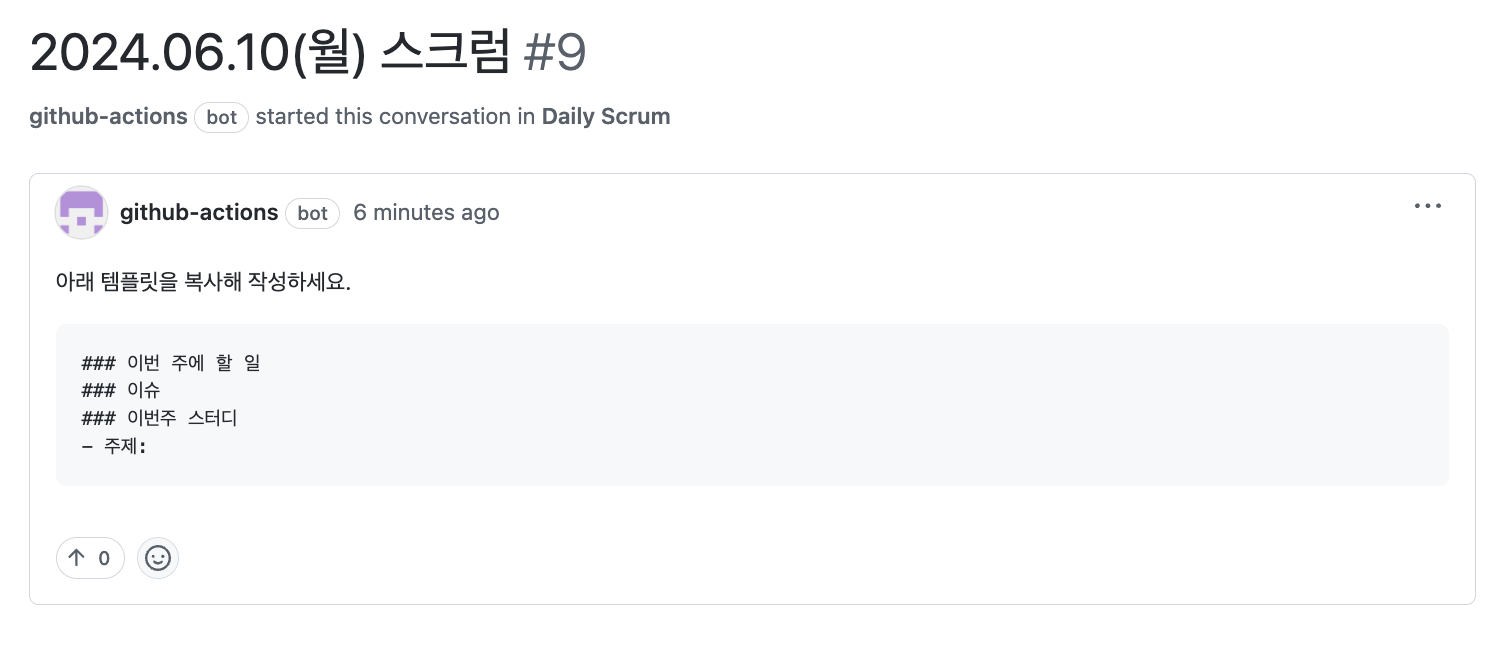 2024.06.10(월) 스크럼 #9
github-actions bot started this conversation in Daily Scrum
github-actions bot 6 minutes ago
아래 템플릿을 복사해 작성하세요.
### 이번 주에 할 일
### 이슈
### 이번주 스터디
- 주제:
↑ 0